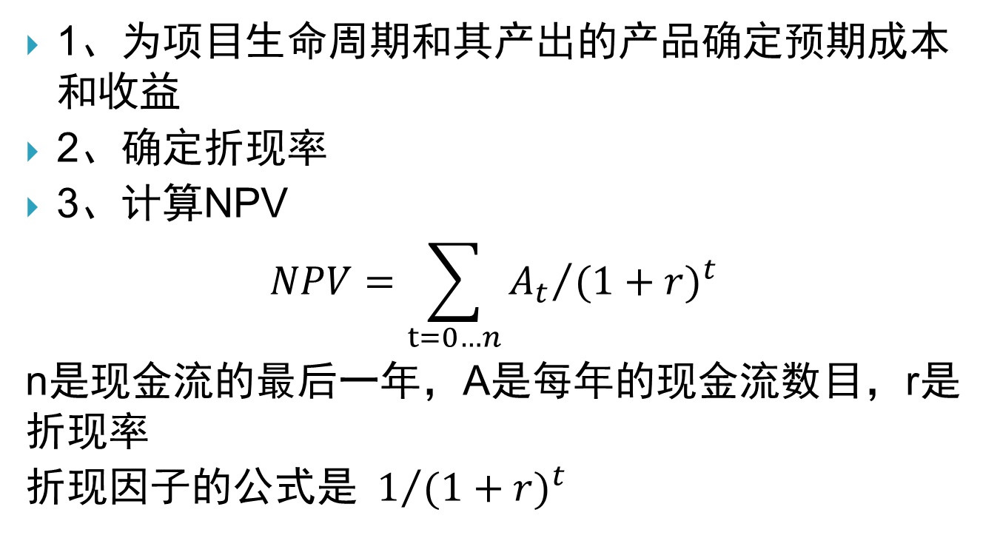 1、为项目生命周期和其产出的产品确定预期成本
和收益
2、确定折现率
3、计算NPV
NPV = ∑ A_t/(1 + r)^t
t=0…n
n是现金流的最后一年，A是每年的现金流数目，r是
折现率
折现因子的公式是 1/(1 + r)^t